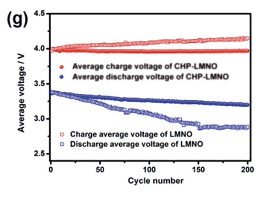 (g)
4.5
4.0
3.5
3.0
2.5
Average voltage / V
Average charge voltage of CHP-LMNO
Average discharge voltage of CHP-LMNO
Charge average voltage of LMNO
Discharge average voltage of LMNO
0
50
100
150
200
Cycle number